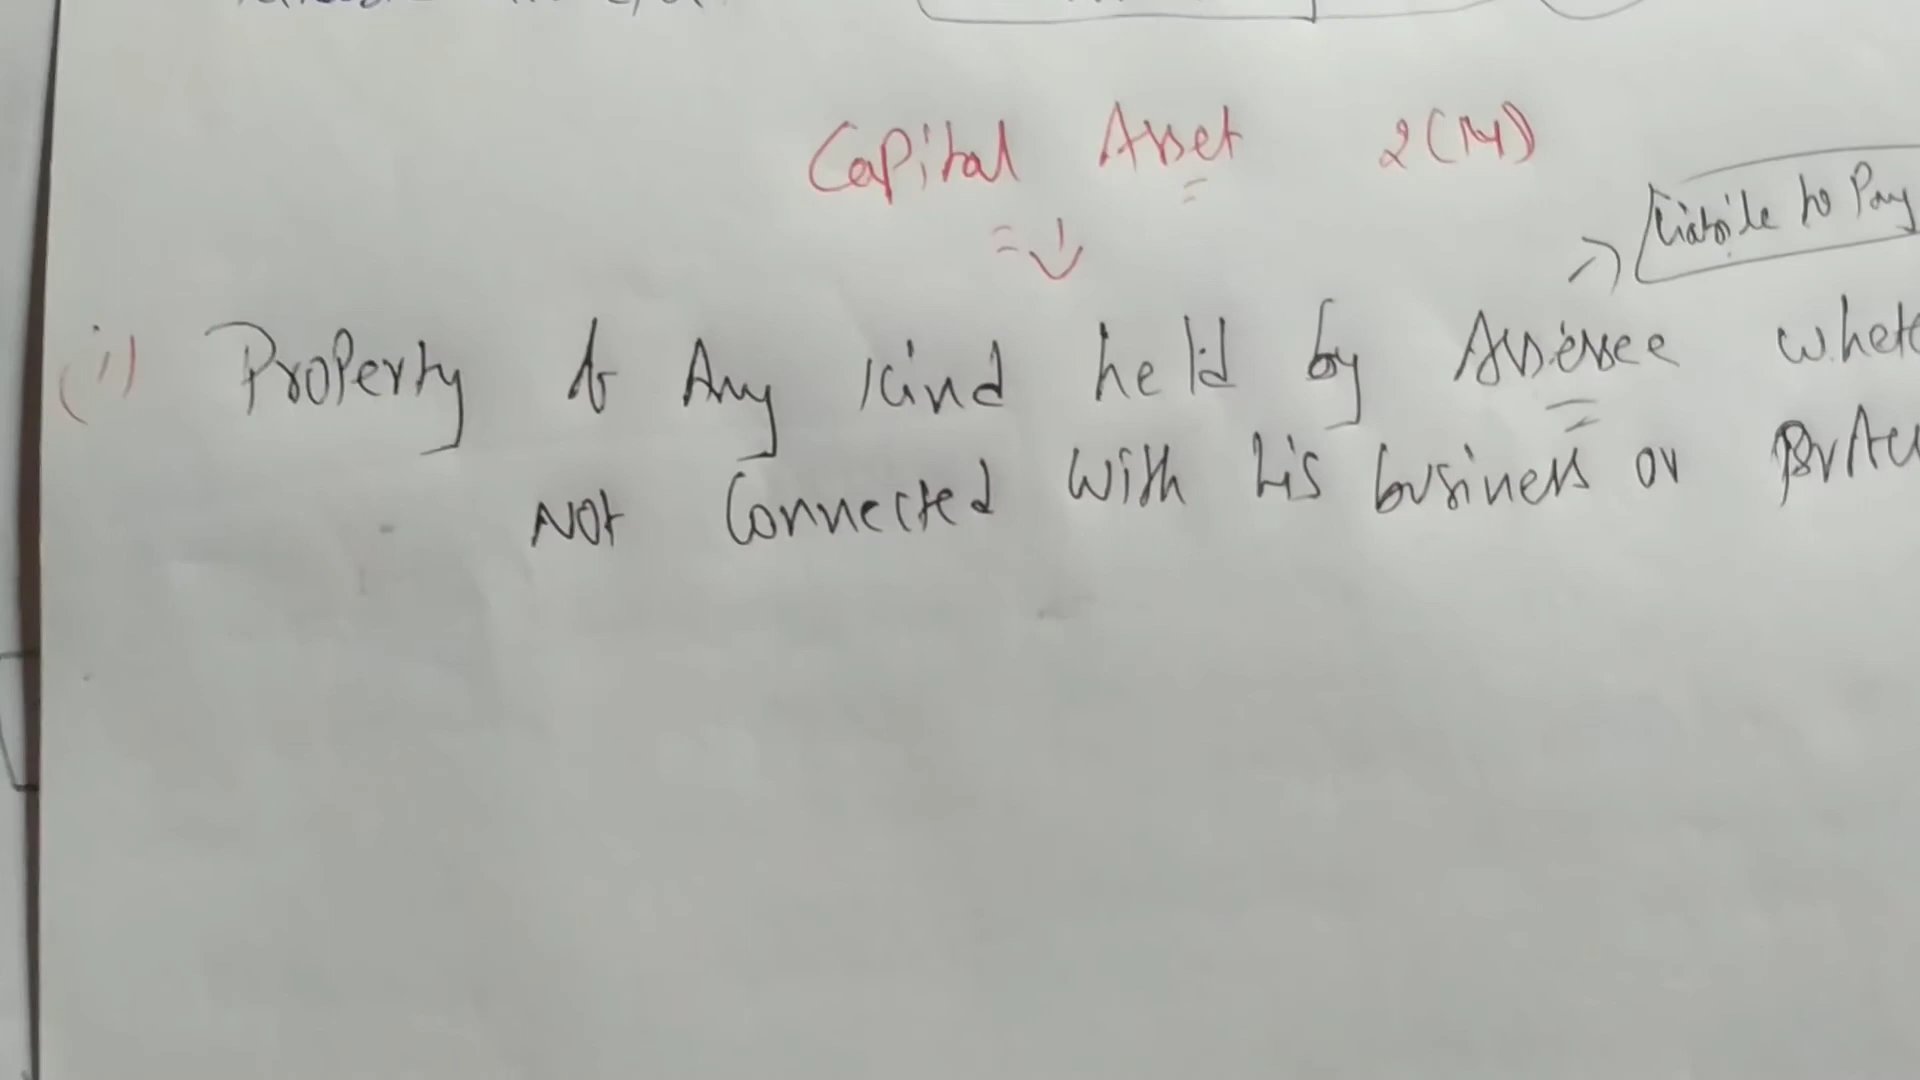 Capital Asset 2(14)
Liable to Pay
(i) Property of Any kind held by Assessee whet
Not Connected with his business or